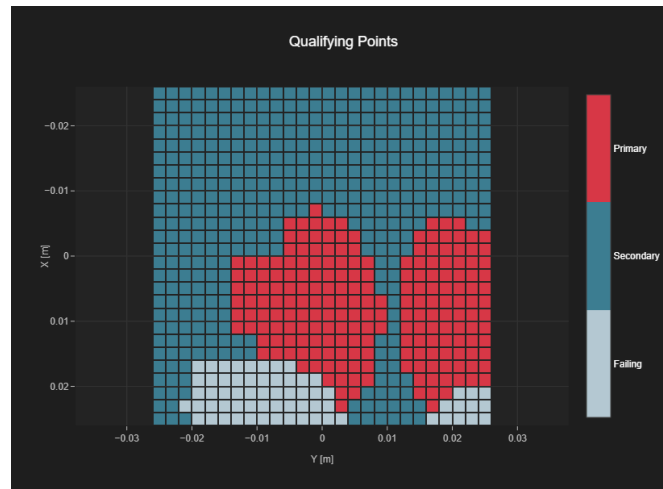 Qualifying Points
−0.02
−0.01
0
0.01
0.02
X [m]
−0.03
−0.02
−0.01
0
0.01
0.02
0.03
Y [m]
Primary
Secondary
Failing